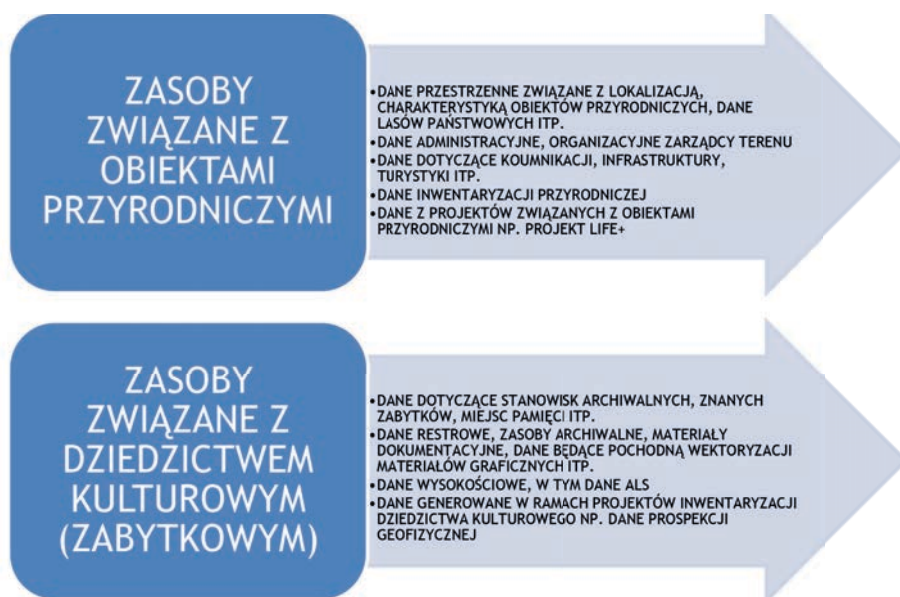 ZASOBY
ZWIĄZANE Z
OBIEKTAMI
PRZYRODNICZYMI
•DANE PRZESTRZENNE ZWIĄZANE Z LOKALIZACJĄ,
CHARAKTERYSTYKĄ OBIEKTÓW PRZYRODNICZYCH, DANE
LASÓW PAŃSTWOWYCH ITP.
•DANE ADMINISTRACYJNE, ORGANIZACYJNE ZARZĄDCY TERENU
•DANE DOTYCZĄCE KOUMNIKACJI, INFRASTRUKTURY,
TURYSTYKI ITP.
•DANE INWENTARYZACJI PRZYRODNICZEJ
•DANE Z PROJEKTÓW ZWIĄZANYCH Z OBIEKTAMI
PRZYRODNICZYMI NP. PROJEKT LIFE+
ZASOBY
ZWIĄZANE Z
DZIEDZICTWEM
KULTUROWYM
(ZABYTKOWYM)
•DANE DOTYCZĄCE STANOWISK ARCHIWALNYCH, ZNANYCH
ZABYTKÓW, MIEJSC PAMIĘCI ITP.
•DANE RESTROWE, ZASOBY ARCHIWALNE, MATERIAŁY
DOKUMENTACYJNE, DANE BĘDĄCE POCHODNĄ WEKTORYZACJI
MATERIAŁÓW GRAFICZNYCH ITP.
•DANE WYSOKOŚCIOWE, W TYM DANE ALS
•DANE GENEROWANE W RAMACH PROJEKTÓW INWENTARYZACJI
DZIEDZICTWA KULTUROWEGO NP. DANE PROSPEKCJI
GEOFIZYCZNEJ